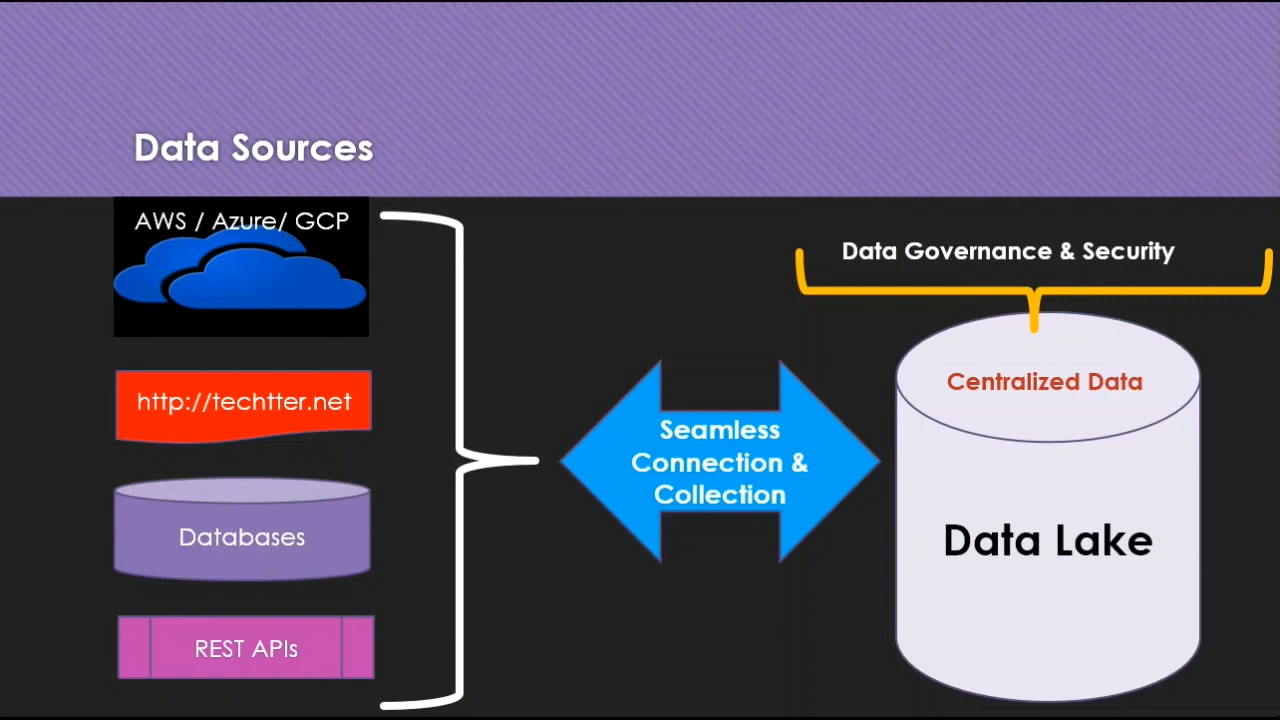 Data Sources
AWS / Azure/ GCP
http://techtter.net
Databases
REST APIs
Seamless
Connection &
Collection
Data Governance & Security
Centralized Data
Data Lake